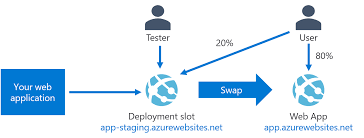 Tester
User
20%
80%
Your web
application
Swap
Deployment slot
app-staging.azurewebsites.net
Web App
app.azurewebsites.net